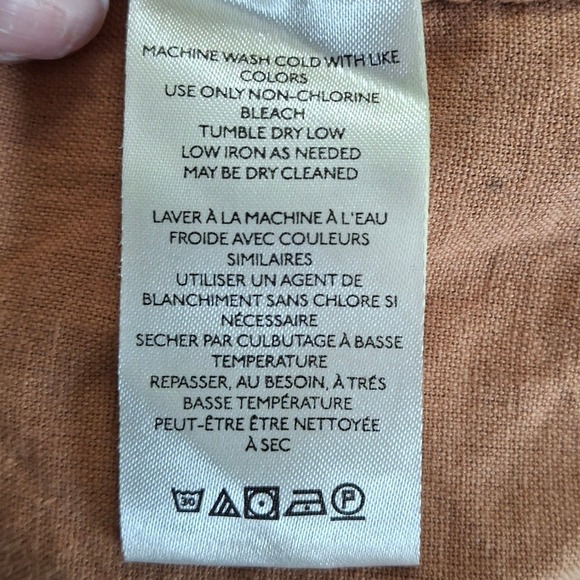 MACHINE WASH COLD WITH LIKE
COLORS
USE ONLY NON-CHLORINE
BLEACH
TUMBLE DRY LOW
LOW IRON AS NEEDED
MAY BE DRY CLEANED
LAVER À LA MACHINE À L'EAU
FROIDE AVEC COULEURS
SIMILAIRES
UTILISER UN AGENT DE
BLANCHIMENT SANS CHLORE SI
NÉCESSAIRE
SECHER PAR CULBUTAGE À BASSE
TEMPERATURE
REPASSER, AU BESOIN, À TRÉS
BASSE TEMPÉRATURE
PEUT-ÊTRE ÊTRE NETTOYÉE
À SEC
30 P